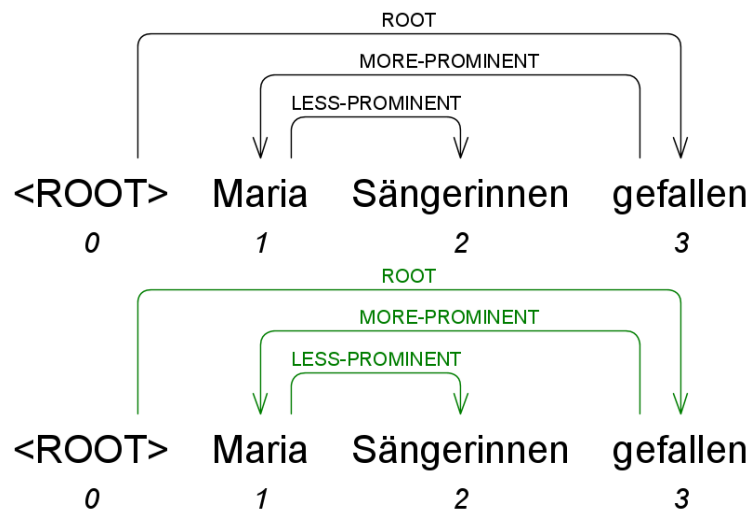 ROOT
MORE-PROMINENT
LESS-PROMINENT
<ROOT> Maria Sängerinnen gefallen
0 1 2 3
ROOT
MORE-PROMINENT
LESS-PROMINENT
<ROOT> Maria Sängerinnen gefallen
0 1 2 3